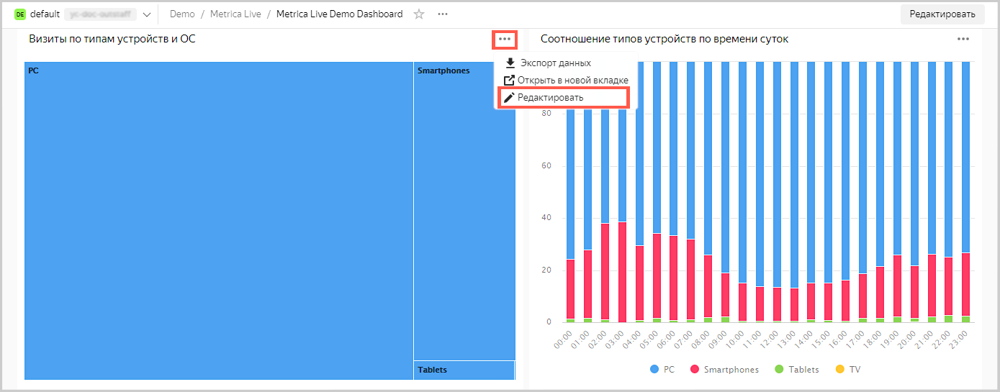 DE default
Demo / Metrica Live / Metrica Live Demo Dashboard
Редактировать
Визиты по типам устройств и ОС
PC
Smartphones
Tablets
Экспорт данных
Открыть в новой вкладке
Редактировать
Соотношение типов устройств по времени суток
80
60
40
20
0
00:00 01:00 02:00 03:00 04:00 05:00 06:00 07:00 08:00 09:00 10:00 11:00 12:00 13:00 14:00 15:00 16:00 17:00 18:00 19:00 20:00 21:00 22:00 23:00
PC Smartphones Tablets TV